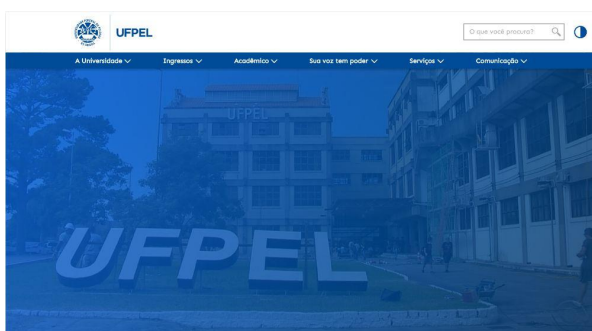 UFPEL
O que você procura?
A Universidade
Ingressos
Acadêmico
Sua voz tem poder
Serviços
Comunicação
UFPEL
UFPEL